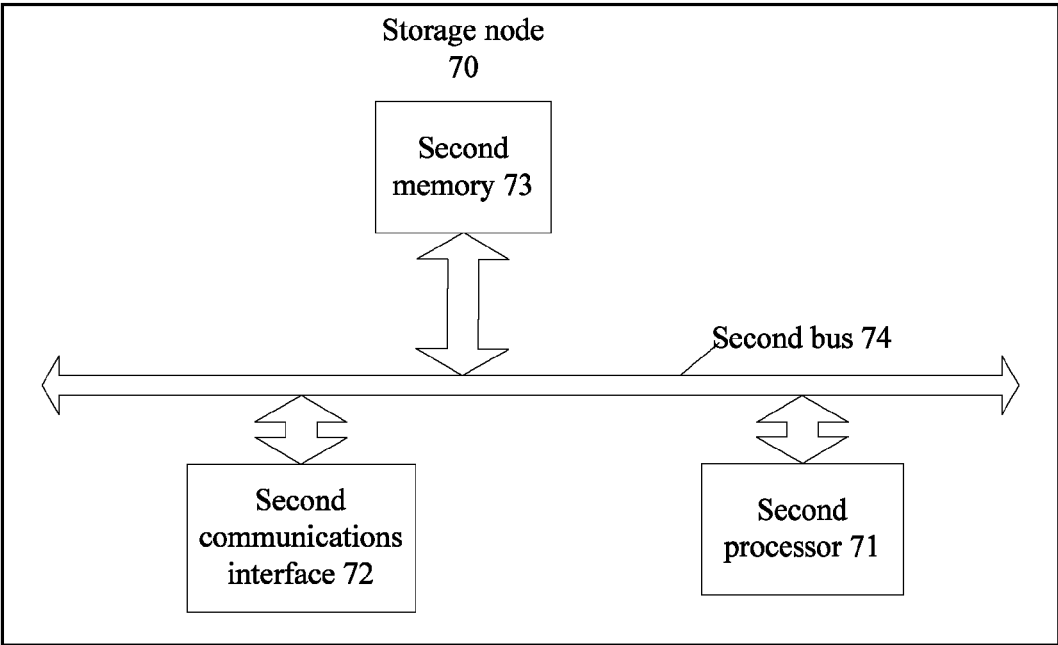 Storage node
70
Second
memory 73
Second bus 74
Second
communications
interface 72
Second
processor 71